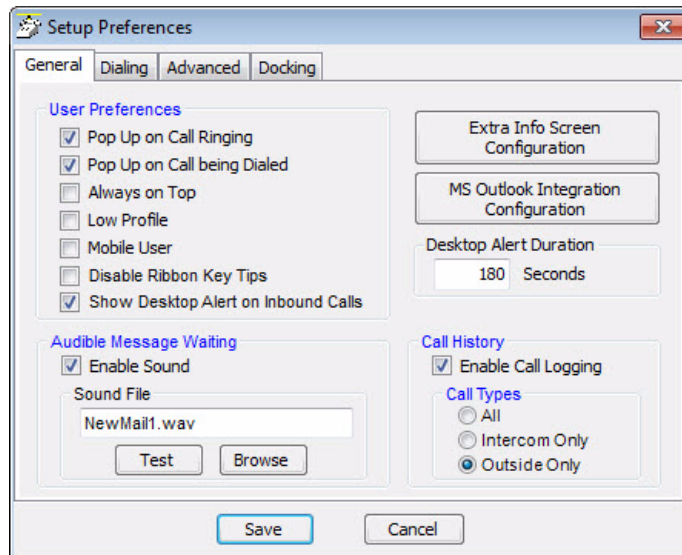 Setup Preferences
General Dialing Advanced Docking
User Preferences
Pop Up on Call Ringing
Pop Up on Call being Dialed
Always on Top
Low Profile
Mobile User
Disable Ribbon Key Tips
Show Desktop Alert on Inbound Calls
Extra Info Screen
Configuration
MS Outlook Integration
Configuration
Desktop Alert Duration
180 Seconds
Audible Message Waiting
Enable Sound
Sound File
NewMail1.wav
Test Browse
Call History
Enable Call Logging
Call Types
All
Intercom Only
Outside Only
Save Cancel